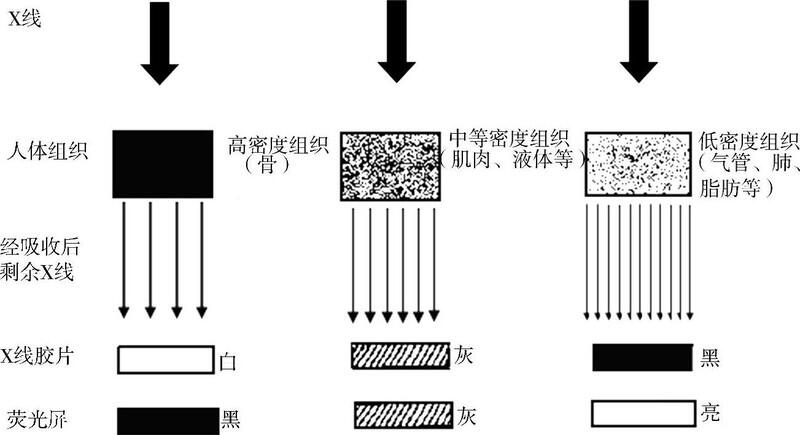 X线
人体组织
高密度组织
（骨）
中等密度组织
（肌肉、液体等）
低密度组织
（气管、肺、
脂肪等）
经吸收后
剩余X线
X线胶片
白
灰
黑
荧光屏
黑
灰
亮